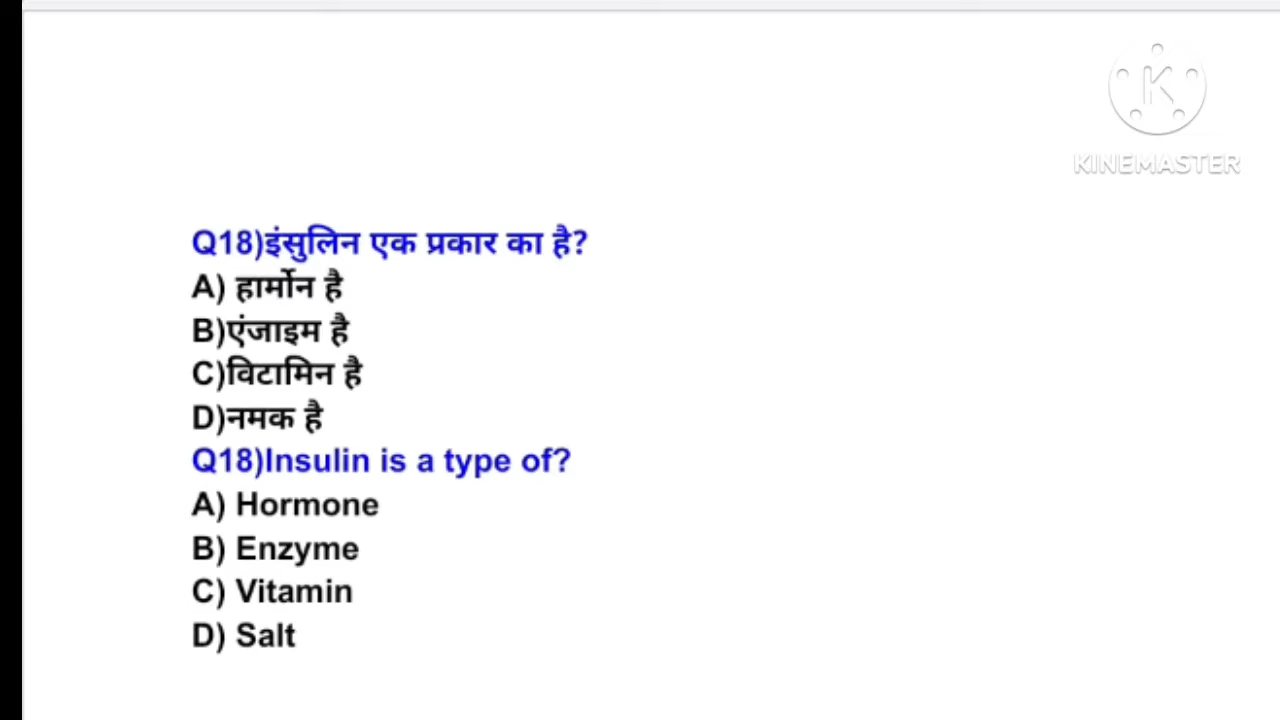 K
KINEMASTER
Q18)इंसुलिन एक प्रकार का है?
A) हार्मोन है
B)एंजाइम है
C)विटामिन है
D)नमक है
Q18)Insulin is a type of?
A) Hormone
B) Enzyme
C) Vitamin
D) Salt